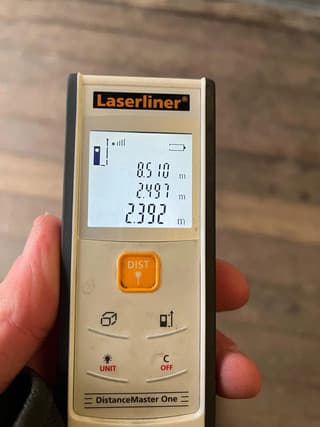 Laserliner®
8.510 m
2.497 m
2.392 m
DIST
UNIT
C
OFF
DistanceMaster One